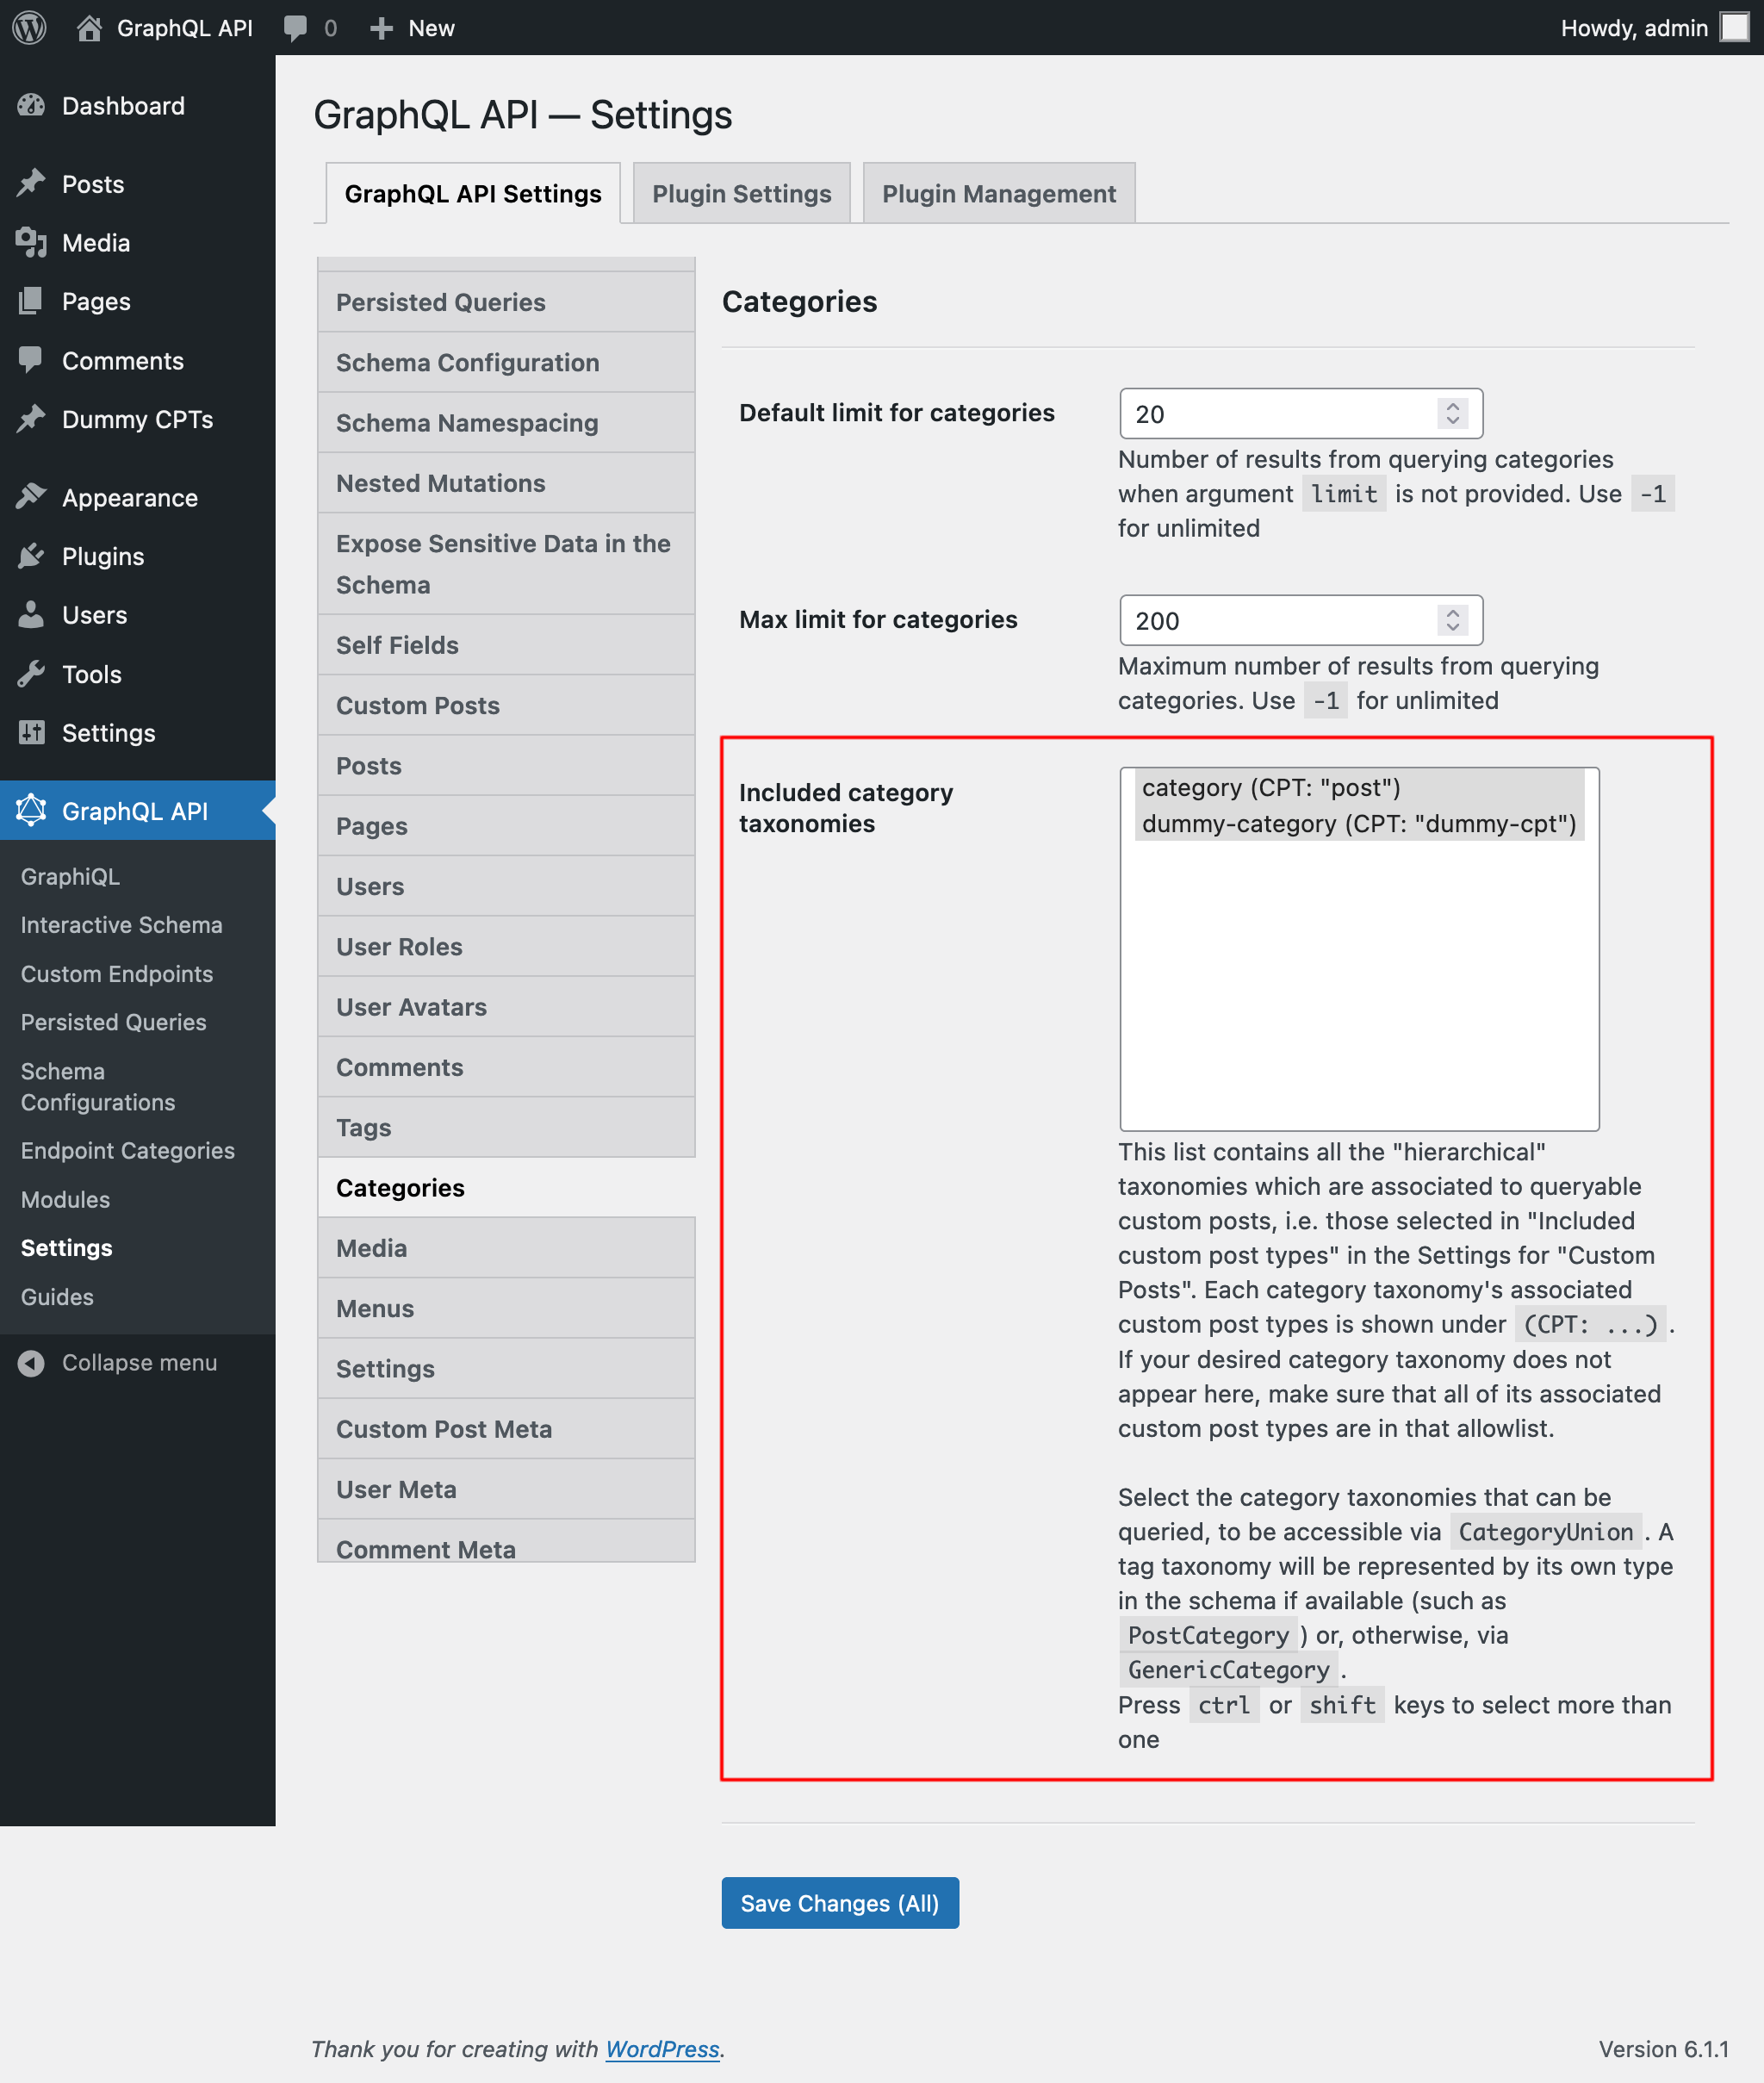 GraphQL API
0
New
Howdy, admin
Dashboard
Posts
Media
Pages
Comments
Dummy CPTs
Appearance
Plugins
Users
Tools
Settings
GraphQL API
GraphiQL
Interactive Schema
Custom Endpoints
Persisted Queries
Schema
Configurations
Endpoint Categories
Modules
Settings
Guides
Collapse menu
GraphQL API — Settings
GraphQL API Settings
Plugin Settings
Plugin Management
Persisted Queries
Schema Configuration
Schema Namespacing
Nested Mutations
Expose Sensitive Data in the
Schema
Self Fields
Custom Posts
Posts
Pages
Users
User Roles
User Avatars
Comments
Tags
Categories
Media
Menus
Settings
Custom Post Meta
User Meta
Comment Meta
Categories
Default limit for categories
20
Number of results from querying categories
when argument limit is not provided. Use -1
for unlimited
Max limit for categories
200
Maximum number of results from querying
categories. Use -1 for unlimited
Included category
taxonomies
category (CPT: "post")
dummy-category (CPT: "dummy-cpt")
This list contains all the "hierarchical"
taxonomies which are associated to queryable
custom posts, i.e. those selected in "Included
custom post types" in the Settings for "Custom
Posts". Each category taxonomy's associated
custom post types is shown under (CPT: ...).
If your desired category taxonomy does not
appear here, make sure that all of its associated
custom post types are in that allowlist.
Select the category taxonomies that can be
queried, to be accessible via CategoryUnion. A
tag taxonomy will be represented by its own type
in the schema if available (such as
PostCategory) or, otherwise, via
GenericCategory.
Press ctrl or shift keys to select more than
one
Save Changes (All)
Thank you for creating with WordPress.
Version 6.1.1